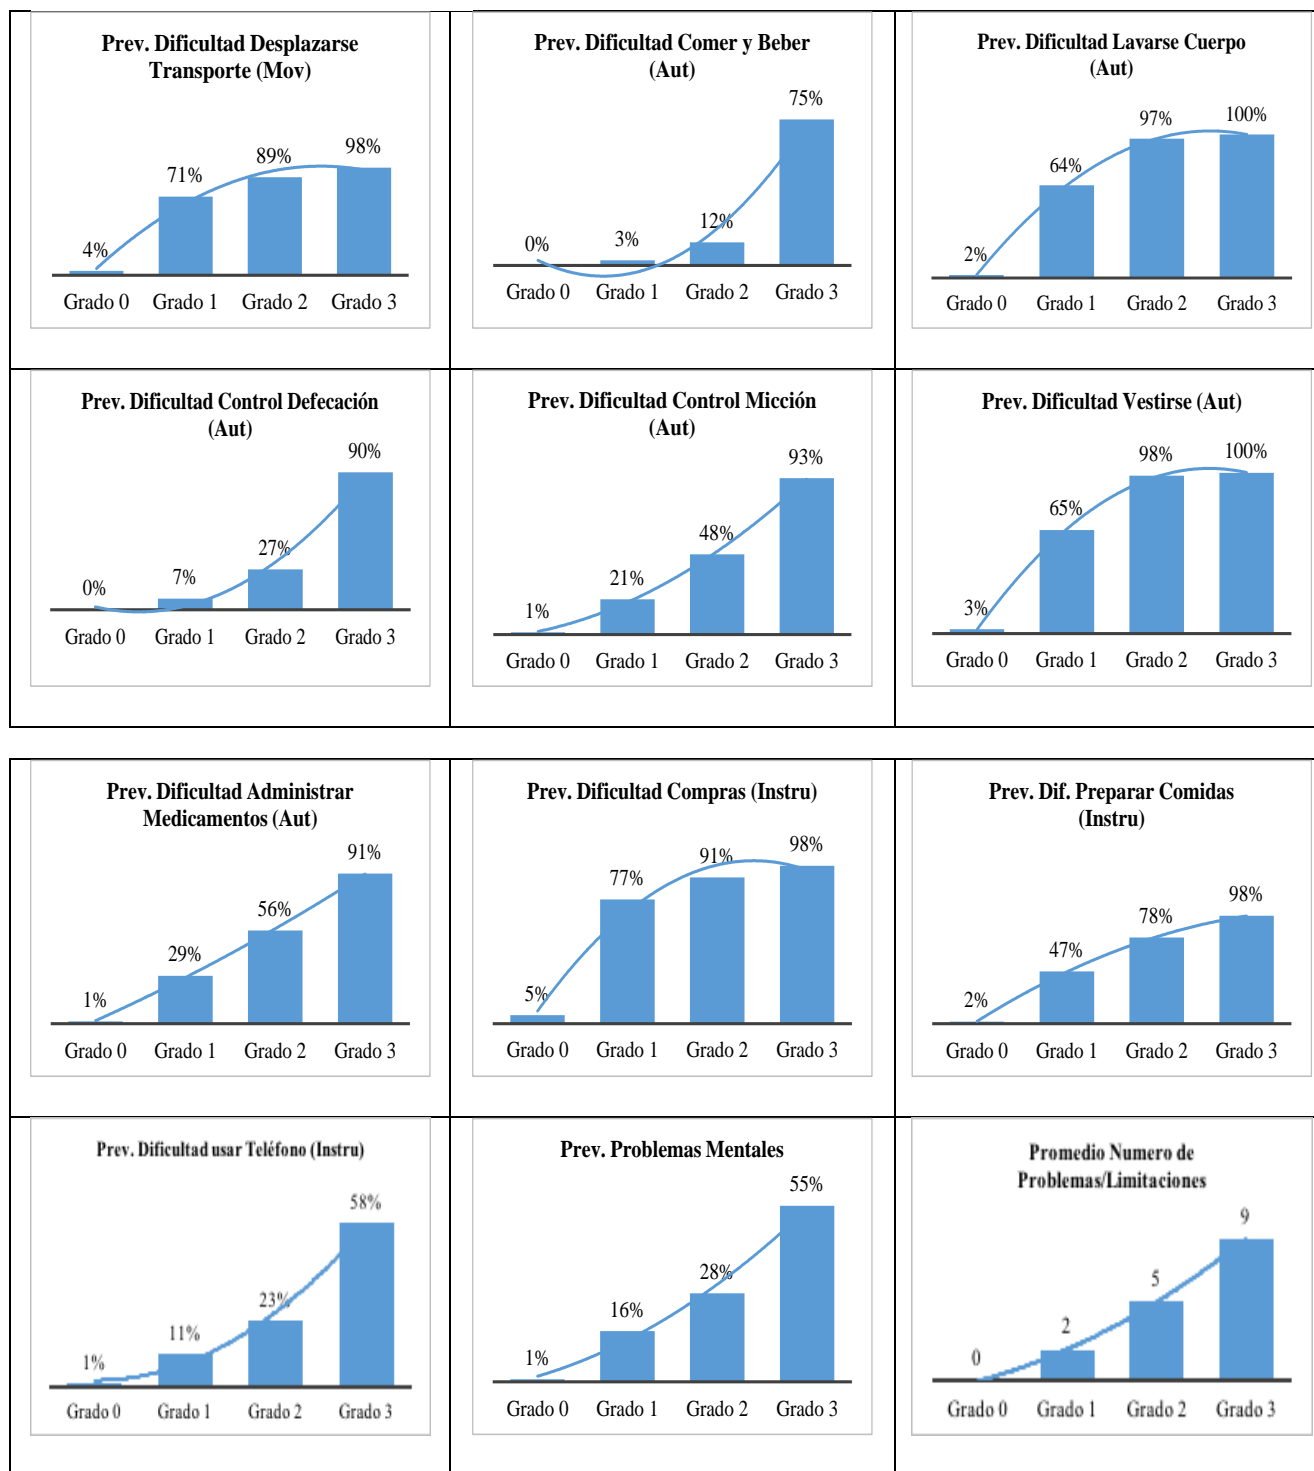 Prev. Dificultad Desplazarse
Transporte (Mov)
4%
71%
89%
98%
Grado 0 Grado 1 Grado 2 Grado 3
Prev. Dificultad Comer y Beber
(Aut)
0%
3%
12%
75%
Grado 0 Grado 1 Grado 2 Grado 3
Prev. Dificultad Lavarse Cuerpo
(Aut)
2%
64%
97%
100%
Grado 0 Grado 1 Grado 2 Grado 3
Prev. Dificultad Control Defecación
(Aut)
0%
7%
27%
90%
Grado 0 Grado 1 Grado 2 Grado 3
Prev. Dificultad Control Micción
(Aut)
1%
21%
48%
93%
Grado 0 Grado 1 Grado 2 Grado 3
Prev. Dificultad Vestirse (Aut)
3%
65%
98%
100%
Grado 0 Grado 1 Grado 2 Grado 3
Prev. Dificultad Administrar
Medicamentos (Aut)
1%
29%
56%
91%
Grado 0 Grado 1 Grado 2 Grado 3
Prev. Dificultad Compras (Instru)
5%
77%
91%
98%
Grado 0 Grado 1 Grado 2 Grado 3
Prev. Dif. Preparar Comidas
(Instru)
2%
47%
78%
98%
Grado 0 Grado 1 Grado 2 Grado 3
Prev. Dificultad usar Teléfono (Instru)
1%
11%
23%
58%
Grado 0 Grado 1 Grado 2 Grado 3
Prev. Problemas Mentales
1%
16%
28%
55%
Grado 0 Grado 1 Grado 2 Grado 3
Promedio Numero de
Problemas/Limitaciones
0
2
5
9
Grado 0 Grado 1 Grado 2 Grado 3